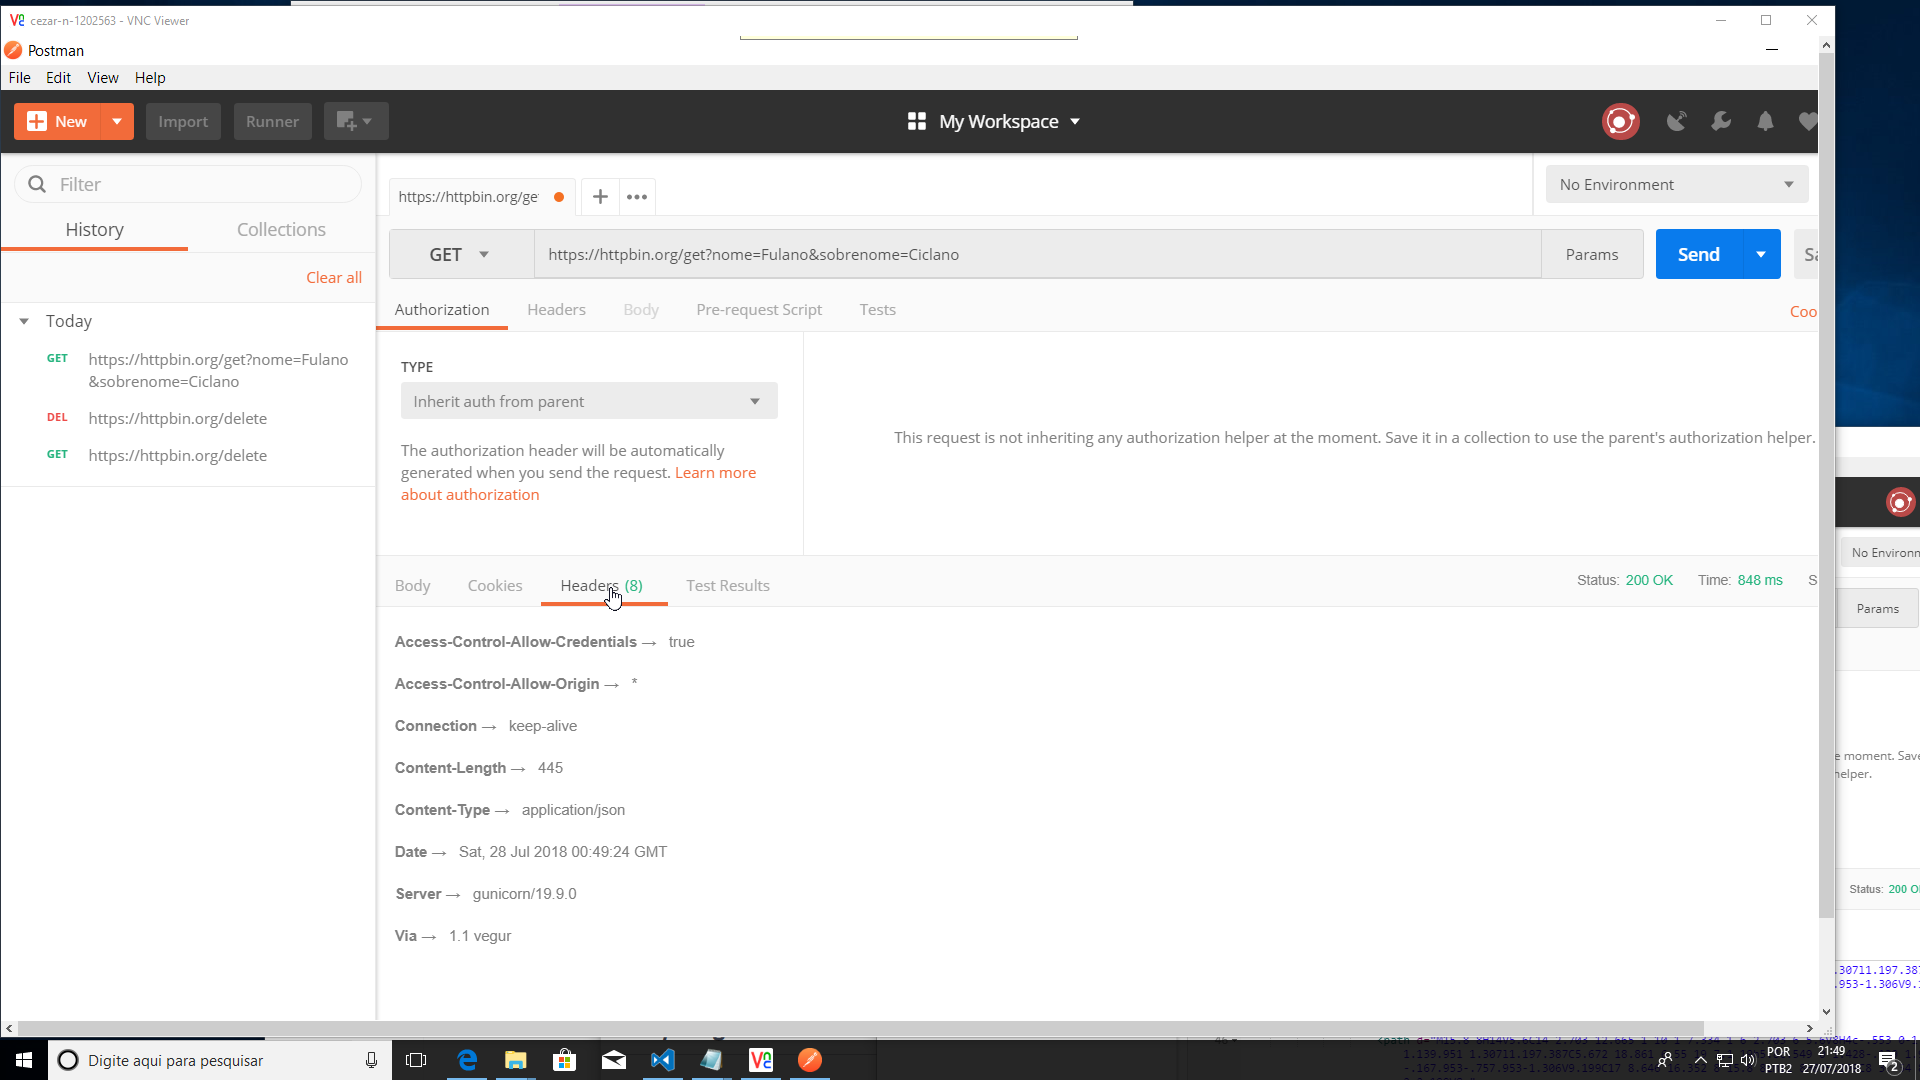 cezar-n-1202563 - VNC Viewer
Postman
File Edit View Help
New Import Runner My Workspace
Filter
History Collections
Clear all
Today
GET https://httpbin.org/get?nome=Fulano
&sobrenome=Ciclano
DEL https://httpbin.org/delete
GET https://httpbin.org/delete
https://httpbin.org/ge
No Environment
GET https://httpbin.org/get?nome=Fulano&sobrenome=Ciclano Params Send Sa
Authorization Headers Body Pre-request Script Tests Coo
TYPE
Inherit auth from parent
The authorization header will be automatically
generated when you send the request. Learn more
about authorization
This request is not inheriting any authorization helper at the moment. Save it in a collection to use the parent's authorization helper.
Body Cookies Headers (8) Test Results Status: 200 OK Time: 848 ms S
Access-Control-Allow-Credentials → true
Access-Control-Allow-Origin → *
Connection → keep-alive
Content-Length → 445
Content-Type → application/json
Date → Sat, 28 Jul 2018 00:49:24 GMT
Server → gunicorn/19.9.0
Via → 1.1 vegur
No Environm
Params
e moment. Save
helper.
Status: 200 O
.30711.197.387
.953-1.306V9.1
Digite aqui para pesquisar
POR
PTB2
21:49
27/07/2018
2